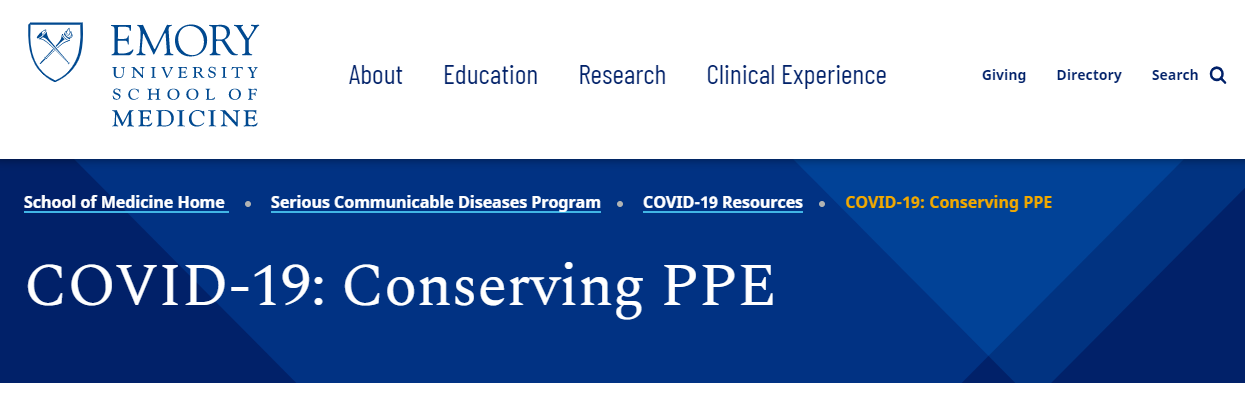 EMORY
UNIVERSITY
SCHOOL OF
MEDICINE
About Education Research Clinical Experience
Giving Directory Search
School of Medicine Home • Serious Communicable Diseases Program • COVID-19 Resources • COVID-19: Conserving PPE
COVID-19: Conserving PPE